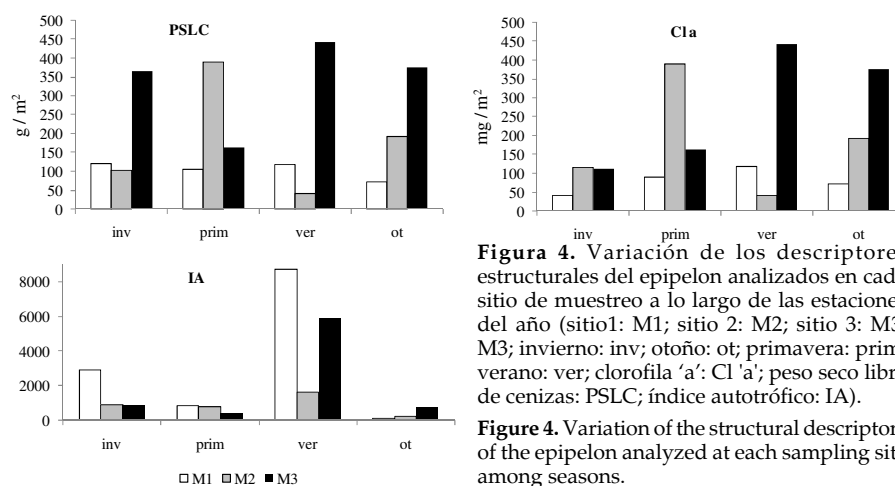 PSLC
g / m²
500
450
400
350
300
250
200
150
100
50
0
inv prim ver ot
Cl a
mg / m²
500
450
400
350
300
250
200
150
100
50
0
inv prim ver ot
IA
8000
6000
4000
2000
0
inv prim ver ot
M1 M2 M3
Figura 4. Variación de los descriptore
estructurales del epipelon analizados en cad
sitio de muestreo a lo largo de las estacione
del año (sitio1: M1; sitio 2: M2; sitio 3: M3
M3; invierno: inv; otoño: ot; primavera: prim
verano: ver; clorofila ‘a’: Cl 'a'; peso seco libr
de cenizas: PSLC; índice autotrófico: IA).
Figure 4. Variation of the structural descriptor
of the epipelon analyzed at each sampling sit
among seasons.